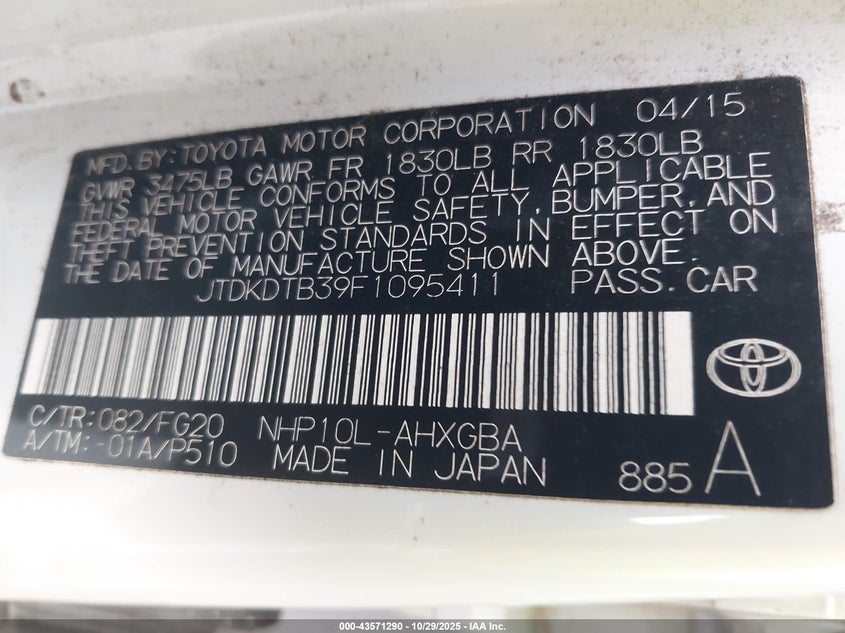 MFD. BY: TOYOTA MOTOR CORPORATION 04/15
GVWR 3475LB GAWR FR 1830LB RR 1830LB
THIS VEHICLE CONFORMS TO ALL APPLICABLE
FEDERAL MOTOR VEHICLE SAFETY, BUMPER, AND
THEFT PREVENTION STANDARDS IN EFFECT ON
THE DATE OF MANUFACTURE SHOWN ABOVE.
JTDKDTB39F1095411 PASS. CAR
C/TR: 082/FG20 NHP10L-AHXGBA
A/TM: -01A/P510 MADE IN JAPAN 885 A
000-43571290 - 10/29/2025 - IAA Inc.